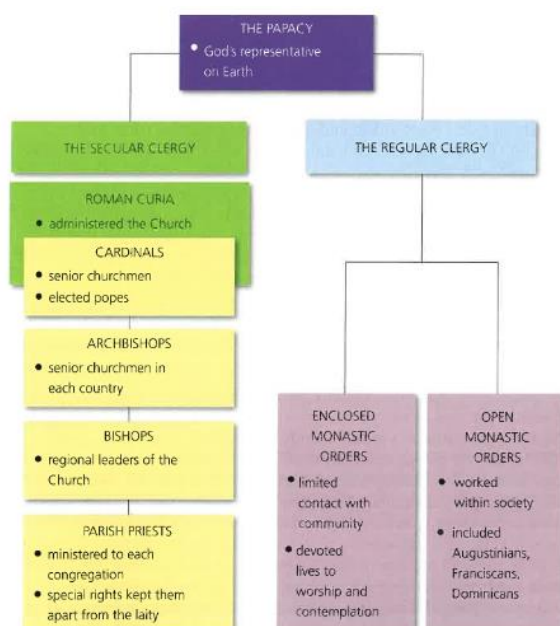 THE PAPACY
• God's representative
on Earth
THE SECULAR CLERGY
THE REGULAR CLERGY
ROMAN CURIA
• administered the Church
CARDINALS
• senior churchmen
• elected popes
ARCHBISHOPS
• senior churchmen in
each country
BISHOPS
• regional leaders of the
Church
PARISH PRIESTS
• ministered to each
congregation
• special rights kept them
apart from the laity
ENCLOSED
MONASTIC
ORDERS
• limited
contact with
community
• devoted
lives to
worship and
contemplation
OPEN
MONASTIC
ORDERS
• worked
within society
• included
Augustinians,
Franciscans,
Dominicans